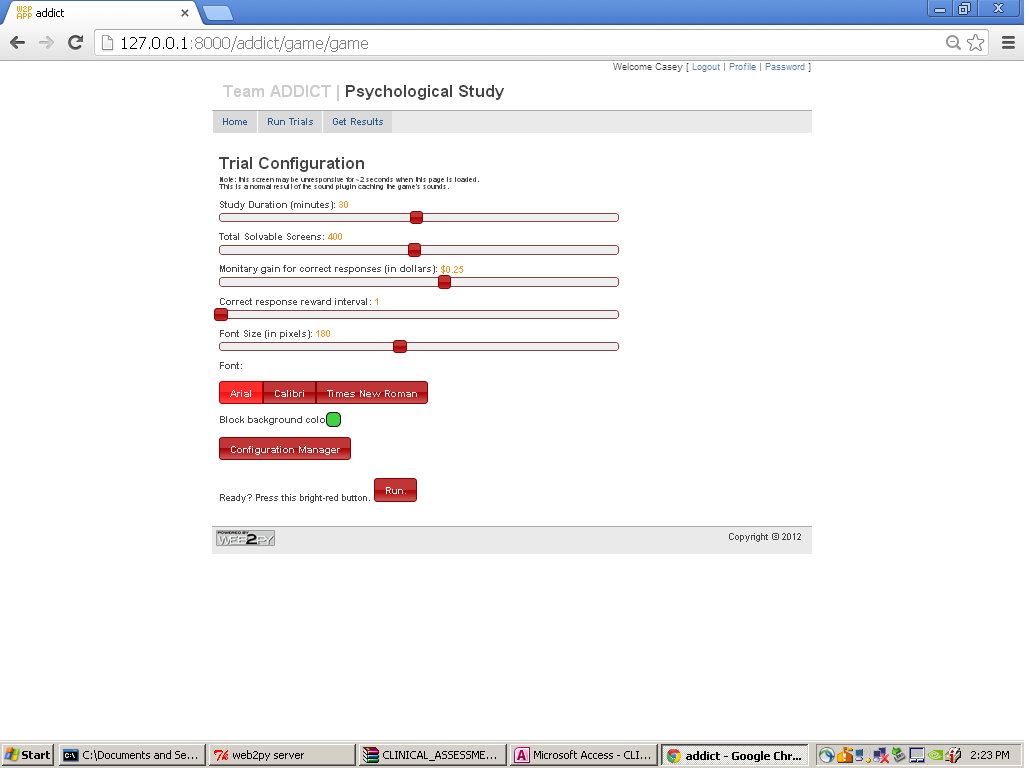 W2P APP addict
127.0.0.1:8000/addict/game/game
Welcome Casey [ Logout | Profile | Password ]
Team ADDICT | Psychological Study
Home Run Trials Get Results
Trial Configuration
Note: this screen may be unresponsive for ~2 seconds when this page is loaded.
This is a normal result of the sound plugin caching the game's sounds.
Study Duration (minutes): 30
Total Solvable Screens: 400
Monitary gain for correct responses (in dollars): $0.25
Correct response reward interval: 1
Font Size (in pixels): 180
Font:
Arial Calibri Times New Roman
Block background colo
Configuration Manager
Ready? Press this bright-red button. Run.
POWERED BY WEB2PY Copyright © 2012
Start C:\Documents and Se... web2py server CLINICAL_ASSESSME... Microsoft Access - CLI... addict - Google Chr... 2:23 PM